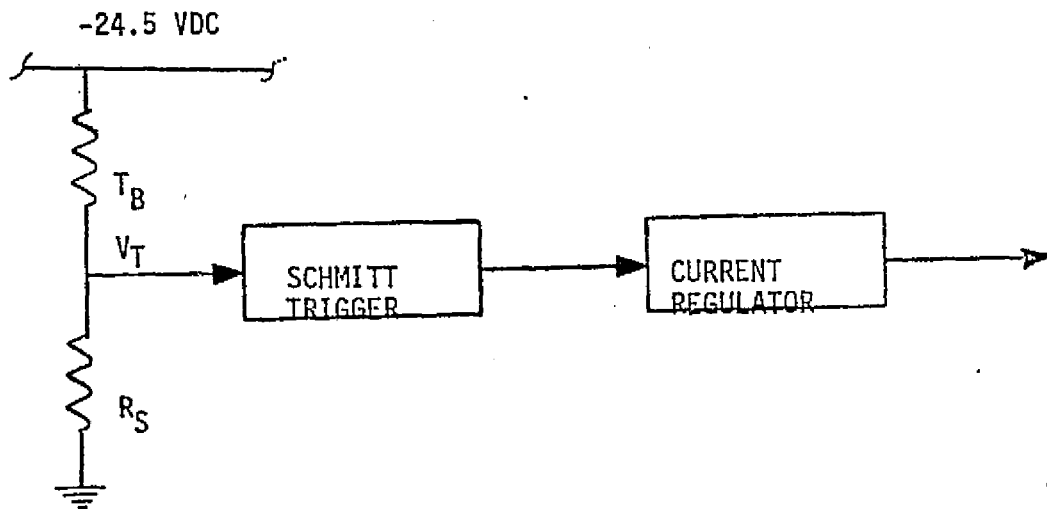 -24.5 VDC
T_B
V_T
SCHMITT
TRIGGER
CURRENT
REGULATOR
R_S